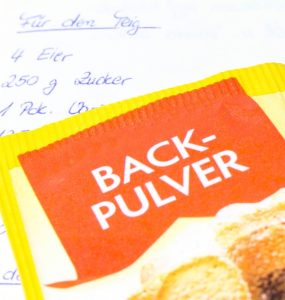 Für den Teig
4 Eier
250 g Zucker
1 Pck.
BACK-
PULVER